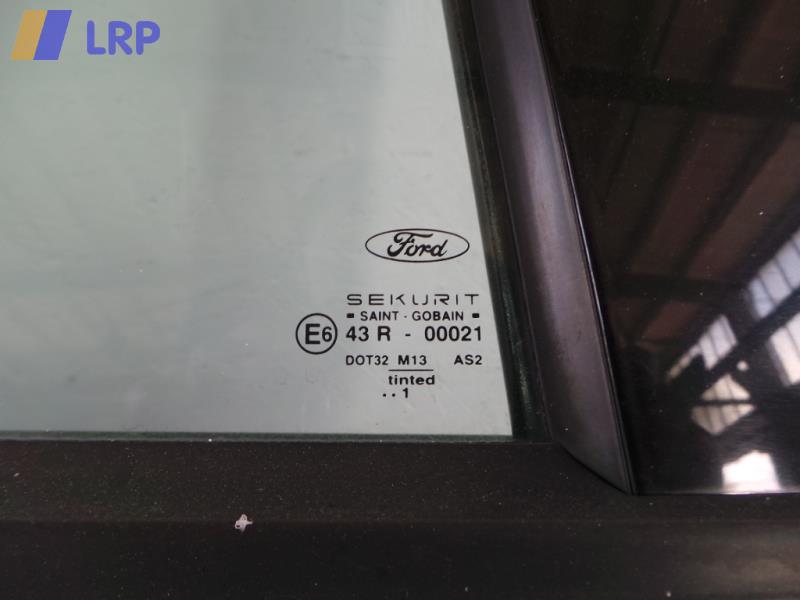 LRP
Ford
SEKURIT
SAINT - GOBAIN
E6 43 R - 00021
DOT32 M13 AS2
tinted
.. 1